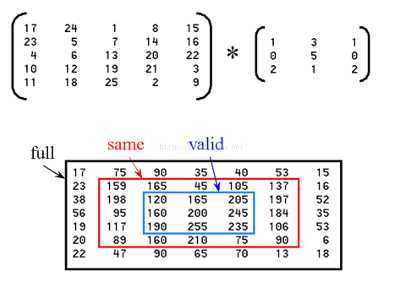 17 24 1 8 15
23 5 7 14 16
4 6 13 20 22
10 12 19 21 3
11 18 25 2 9
*
1 3 1
0 5 0
2 1 2
full
same
valid
17 75 90 35 40 53 15
23 159 165 45 105 137 16
38 198 120 165 205 197 52
56 95 160 200 245 184 35
19 117 190 255 235 106 53
20 89 160 210 75 90 6
22 47 90 65 70 13 18